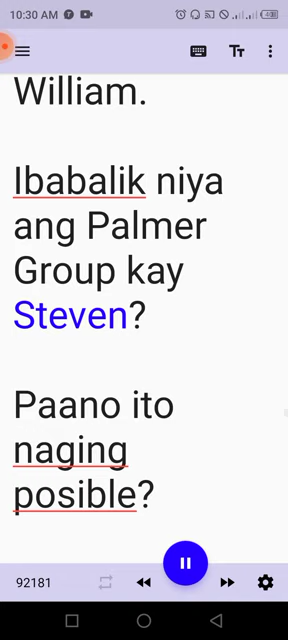 10:30 AM
William.
Ibabalik niya
ang Palmer
Group kay
Steven?
Paano ito
naging
posible?
92181